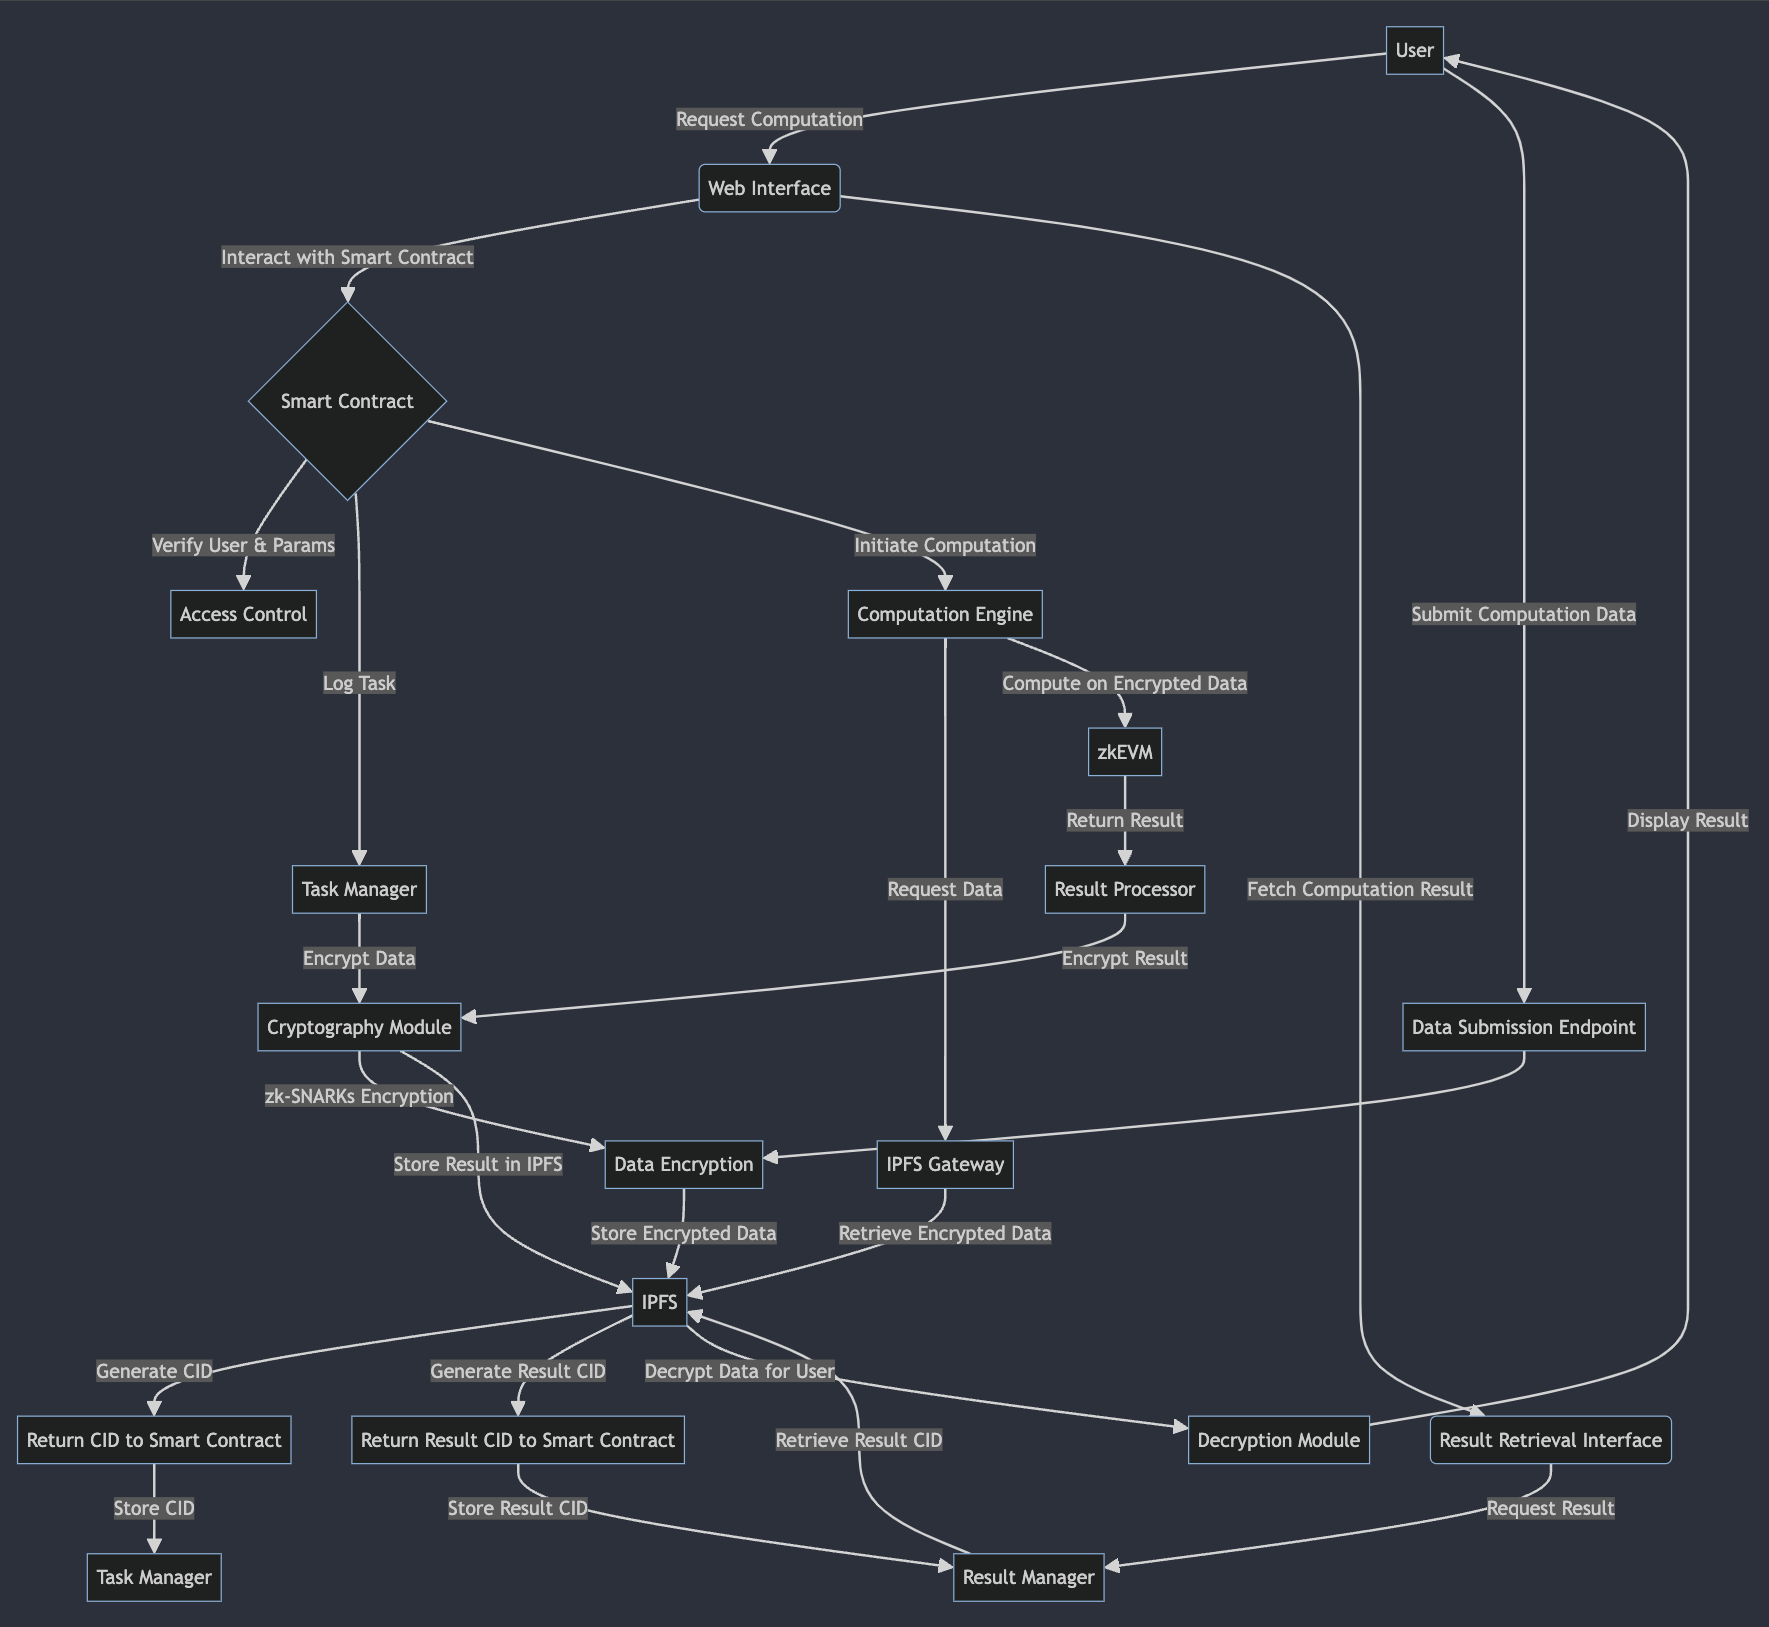 User
Request Computation
Web Interface
Interact with Smart Contract
Smart Contract
Verify User & Params
Initiate Computation
Access Control
Computation Engine
Submit Computation Data
Log Task
Compute on Encrypted Data
zkEVM
Return Result
Display Result
Task Manager
Request Data
Result Processor
Fetch Computation Result
Encrypt Data
Encrypt Result
Cryptography Module
Data Submission Endpoint
zk-SNARKs Encryption
Store Result in IPFS
Data Encryption
IPFS Gateway
Store Encrypted Data
Retrieve Encrypted Data
IPFS
Generate CID
Generate Result CID
Decrypt Data for User
Return CID to Smart Contract
Return Result CID to Smart Contract
Retrieve Result CID
Decryption Module
Result Retrieval Interface
Store CID
Store Result CID
Request Result
Task Manager
Result Manager